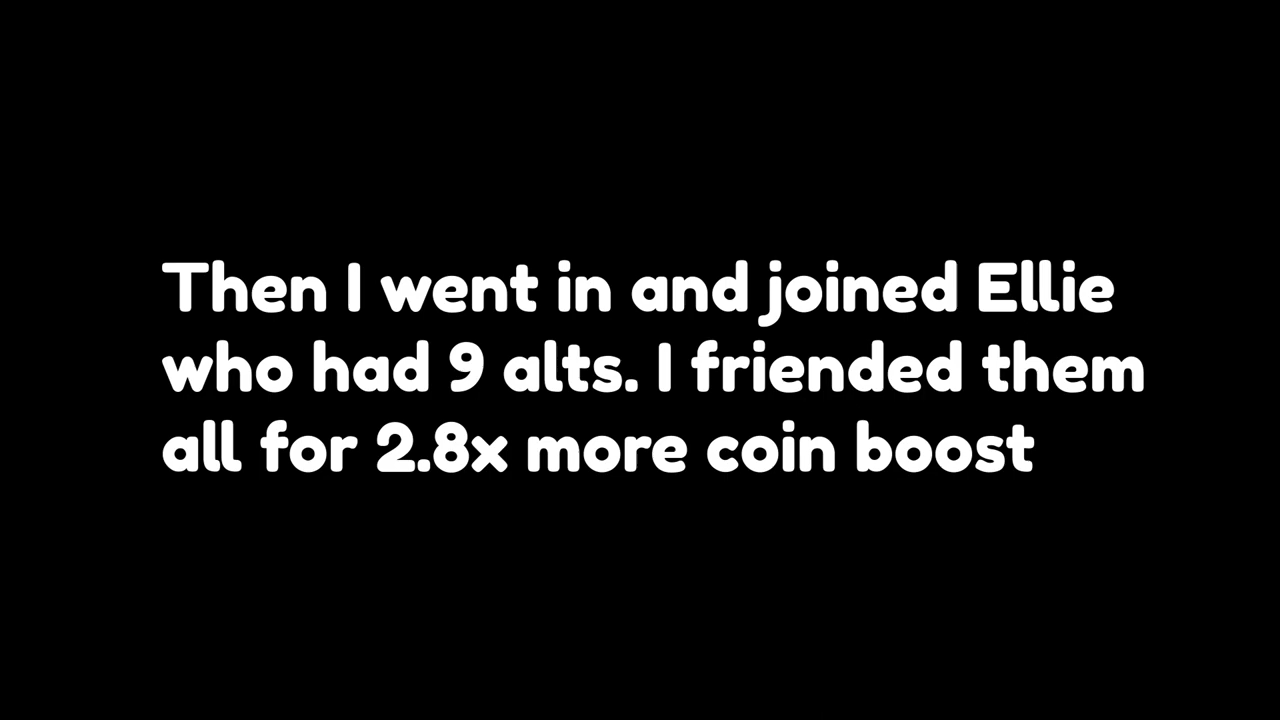 Then I went in and joined Ellie
who had 9 alts. I friended them
all for 2.8x more coin boost